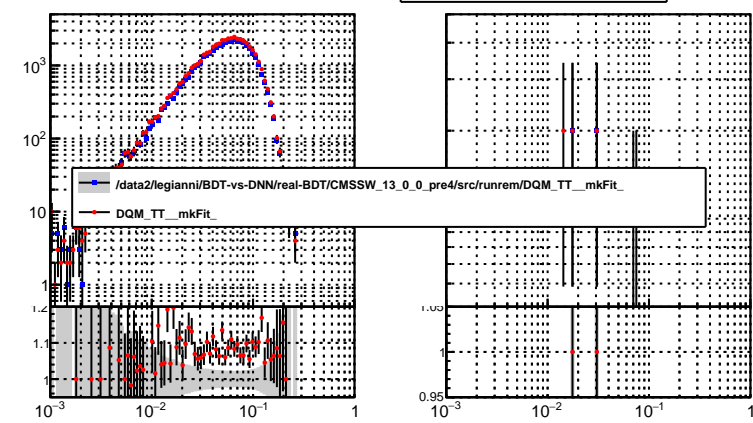 10³
10²
/data2/legianni/BDT-vs-DNN/real-BDT/CMSSW_13_0_0_pre4/src/runrem/DQM_TT__mkFit_
10
DQM_TT__mkFit_
1
1.2 1.05
1.1
1 1
0.95
10⁻³ 10⁻² 10⁻¹ 1 10⁻³ 10⁻² 10⁻¹ 1